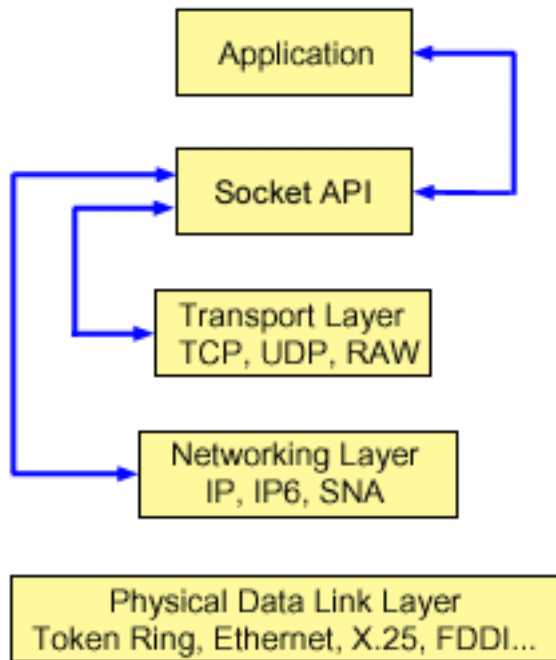 Application
Socket API
Transport Layer
TCP, UDP, RAW
Networking Layer
IP, IP6, SNA
Physical Data Link Layer
Token Ring, Ethernet, X.25, FDDI...